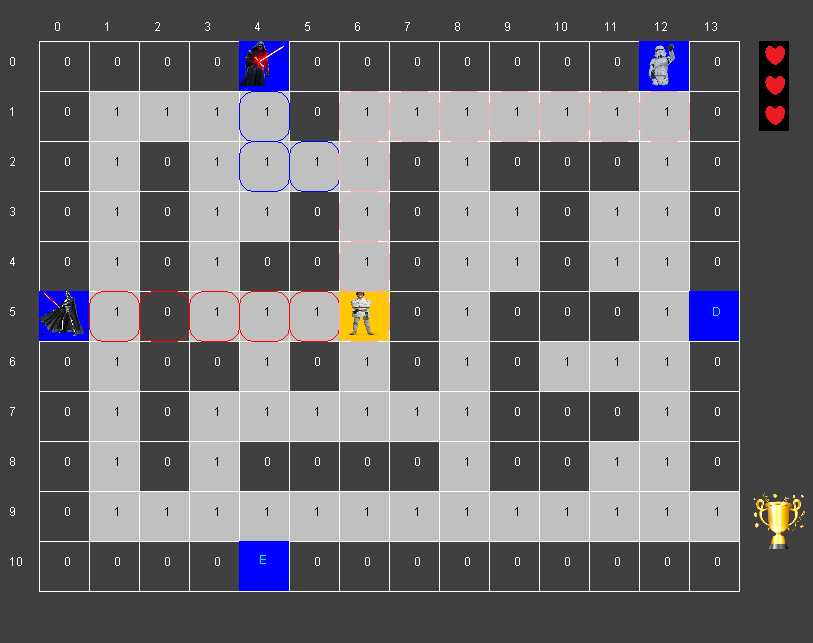 0 1 2 3 4 5 6 7 8 9 10 11 12 13
0 0 0 0 0 0 0 0 0 0 0 0 0
1 0 1 1 1 1 0 1 1 1 1 1 1 1 0
2 0 1 0 1 1 1 1 0 1 0 0 0 1 0
3 0 1 0 1 1 0 1 0 1 1 0 1 1 0
4 0 1 0 1 0 0 1 0 1 1 0 1 1 0
5 1 0 1 1 1 0 1 0 0 0 1 D
6 0 1 0 0 1 0 1 0 1 0 1 1 1 0
7 0 1 0 1 1 1 1 1 1 0 0 0 1 0
8 0 1 0 1 0 0 0 0 1 0 0 1 1 0
9 0 1 1 1 1 1 1 1 1 1 1 1 1 1
10 0 0 0 0 E 0 0 0 0 0 0 0 0 0